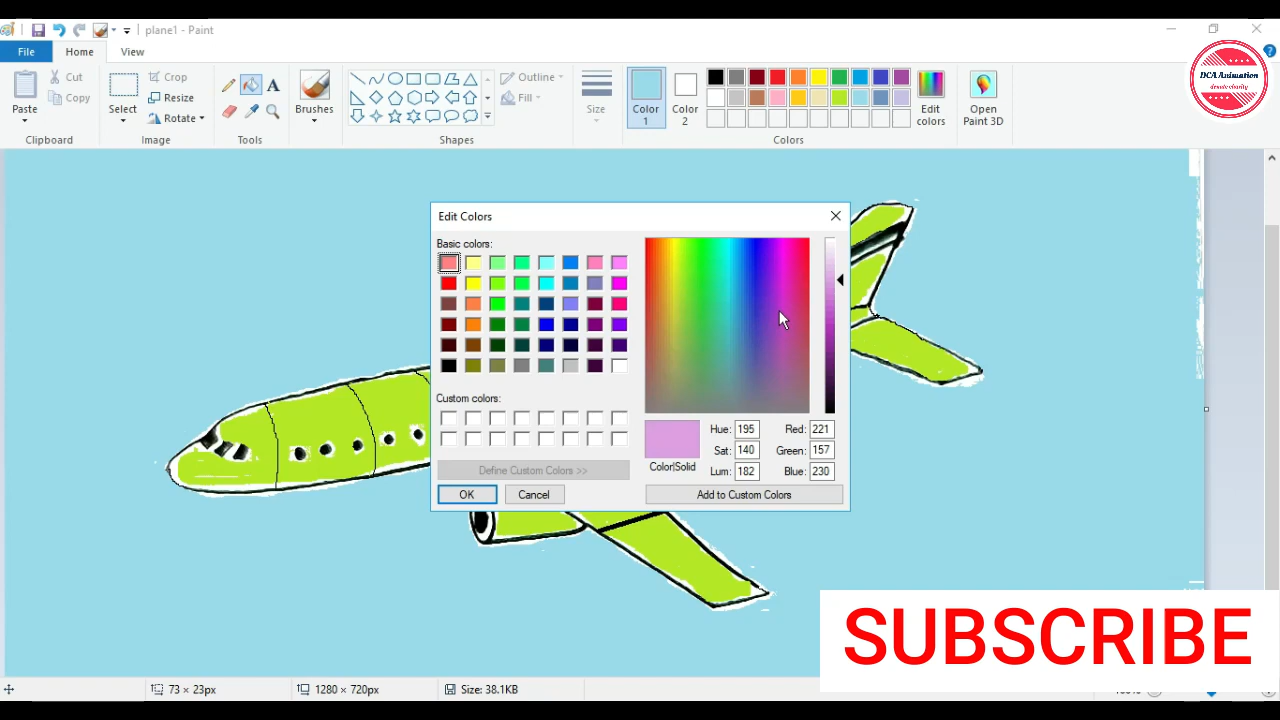 plane1 - Paint
File
Home
View
Paste
Cut
Copy
Clipboard
Select
Crop
Resize
Rotate
Image
Tools
Brushes
Shapes
Outline
Fill
Size
Color 1
Color 2
Colors
Edit colors
Open Paint 3D
DCA Animation
Edit Colors
Basic colors:
Custom colors:
Define Custom Colors >>
OK
Cancel
Color|Solid
Hue: 195
Sat: 140
Lum: 182
Red: 221
Green: 157
Blue: 230
Add to Custom Colors
SUBSCRIBE
73 × 23px
1280 × 720px
Size: 38.1KB